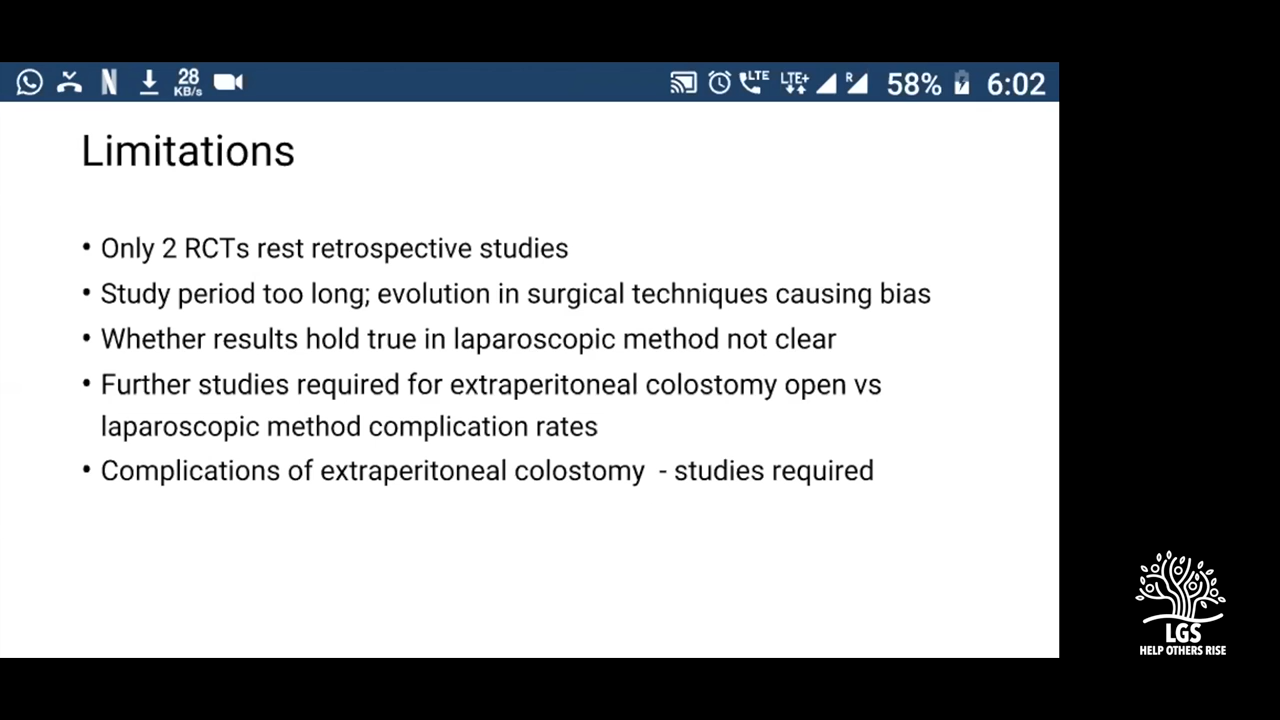 28
KB/s
LTE
LTE+
R
58%
6:02
Limitations
• Only 2 RCTs rest retrospective studies
• Study period too long; evolution in surgical techniques causing bias
• Whether results hold true in laparoscopic method not clear
• Further studies required for extraperitoneal colostomy open vs
laparoscopic method complication rates
• Complications of extraperitoneal colostomy - studies required
LGS
HELP OTHERS RISE